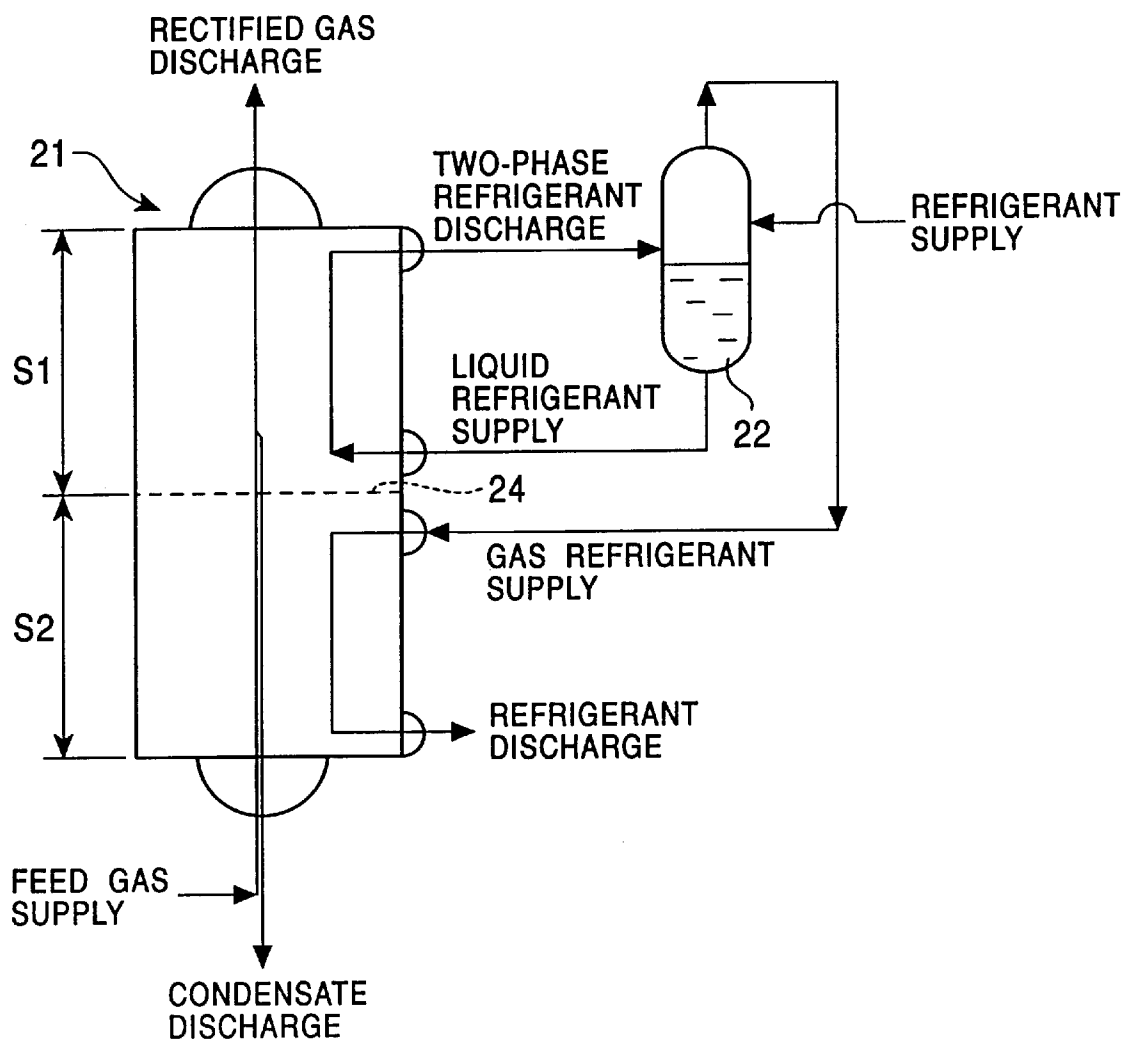 RECTIFIED GAS
DISCHARGE
21
TWO-PHASE
REFRIGERANT
DISCHARGE
REFRIGERANT
SUPPLY
S1
LIQUID
REFRIGERANT
SUPPLY
22
24
GAS REFRIGERANT
SUPPLY
S2
REFRIGERANT
DISCHARGE
FEED GAS
SUPPLY
CONDENSATE
DISCHARGE